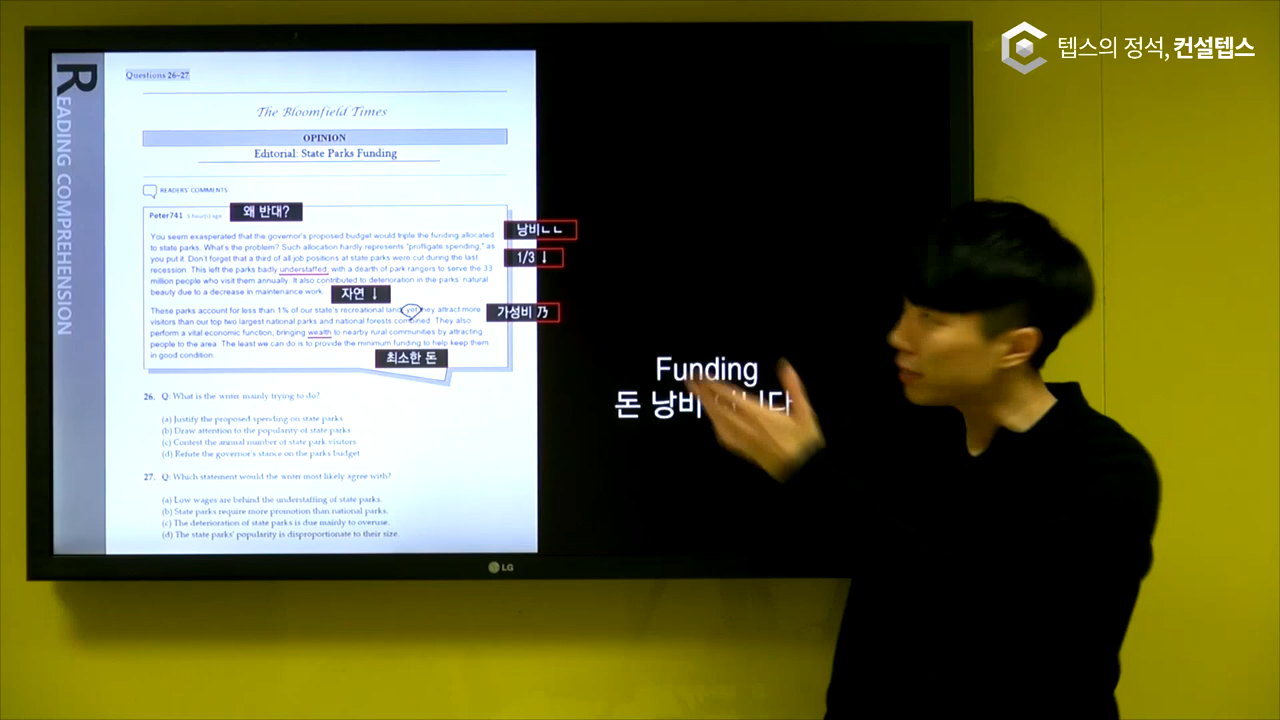 텝스의 정석, 컨설텝스
READING COMPREHENSION
Questions 26-27
The Bloomfield Times
OPINION
Editorial: State Parks Funding
READERS' COMMENTS
Peter741 5 hour(s) ago
왜 반대?
You seem exasperated that the governor's proposed budget would triple the funding allocated
to state parks. What's the problem? Such allocation hardly represents "profligate spending," as
you put it. Don't forget that a third of all job positions at state parks were cut during the last
recession. This left the parks badly understaffed, with a dearth of park rangers to serve the 33
million people who visit them annually. It also contributed to deterioration in the parks' natural
beauty due to a decrease in maintenance work.
낭비ㄴㄴ
1/3 ↓
자연 ↓
These parks account for less than 1% of our state's recreational land, yet they attract more
visitors than our top two largest national parks and national forests combined. They also
perform a vital economic function, bringing wealth to nearby rural communities by attracting
people to the area. The least we can do is to provide the minimum funding to help keep them
in good condition.
가성비 乃
최소한 돈
26. Q: What is the writer mainly trying to do?
(a) Justify the proposed spending on state parks
(b) Draw attention to the popularity of state parks
(c) Contest the annual number of state park visitors
(d) Refute the governor's stance on the parks budget
27. Q: Which statement would the writer most likely agree with?
(a) Low wages are behind the understaffing of state parks.
(b) State parks require more promotion than national parks.
(c) The deterioration of state parks is due mainly to overuse.
(d) The state parks' popularity is disproportionate to their size.
Funding
돈 낭비
LG